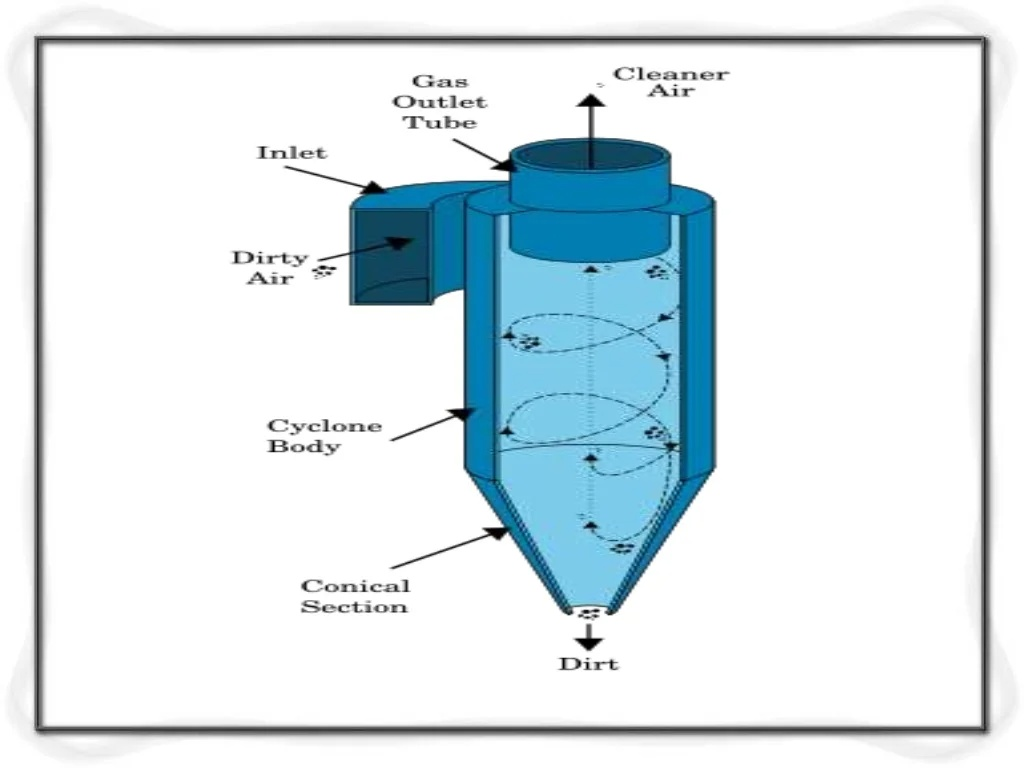 Cleaner
Air
Gas
Outlet
Tube
Inlet
Dirty
Air
Cyclone
Body
Conical
Section
Dirt